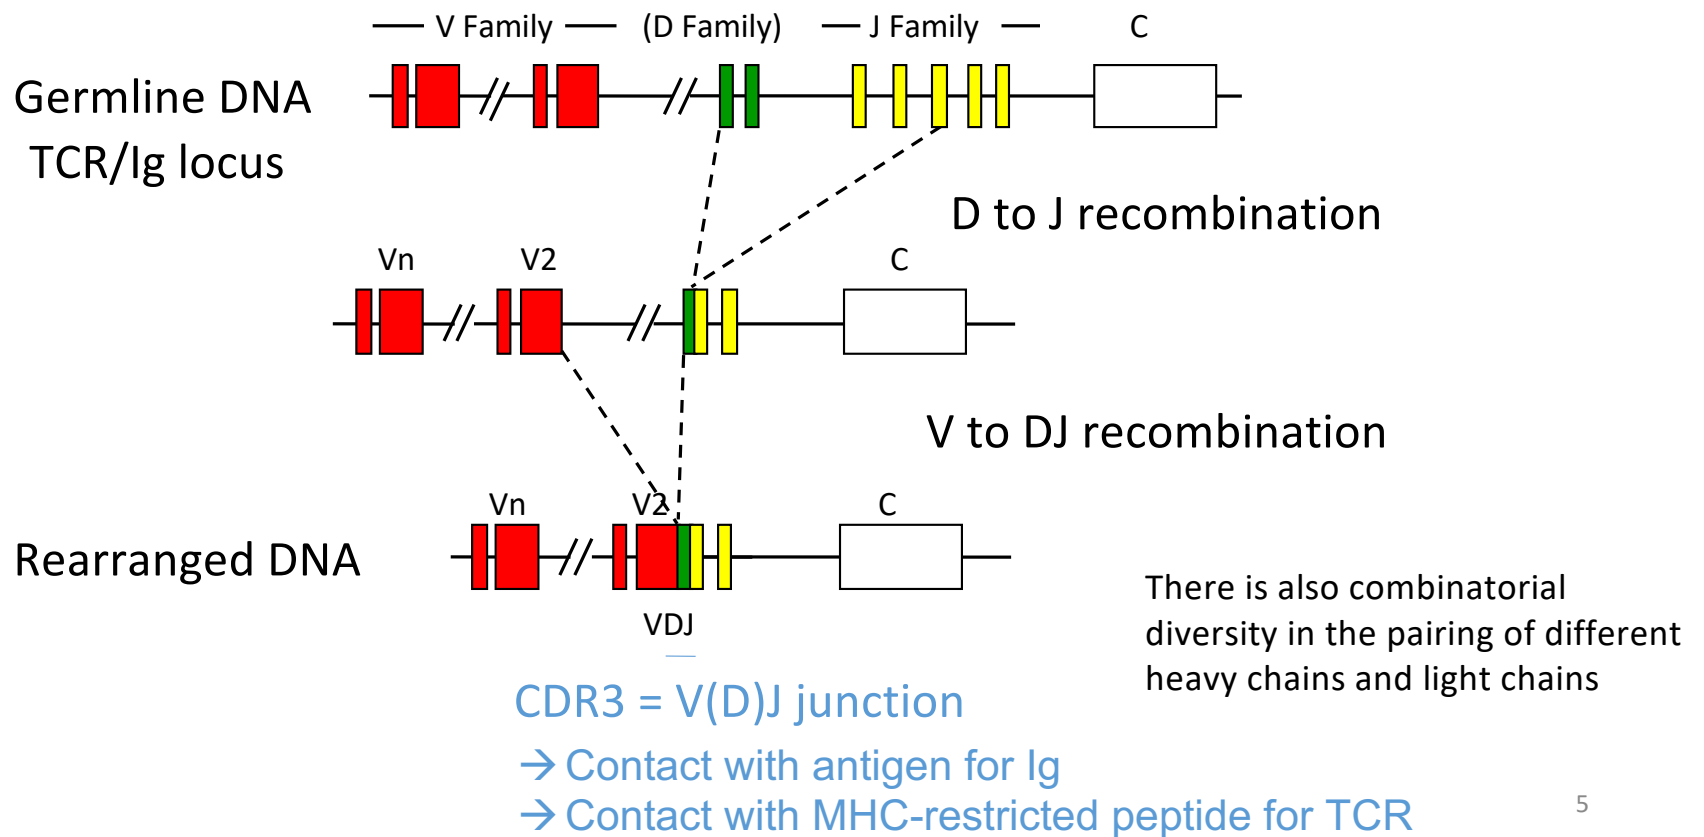 V Family (D Family) J Family C
Germline DNA
TCR/Ig locus
D to J recombination
Vn V2 C
V to DJ recombination
Vn V2 C
Rearranged DNA
VDJ
There is also combinatorial
diversity in the pairing of different
heavy chains and light chains
CDR3 = V(D)J junction
→ Contact with antigen for Ig
→ Contact with MHC-restricted peptide for TCR
5